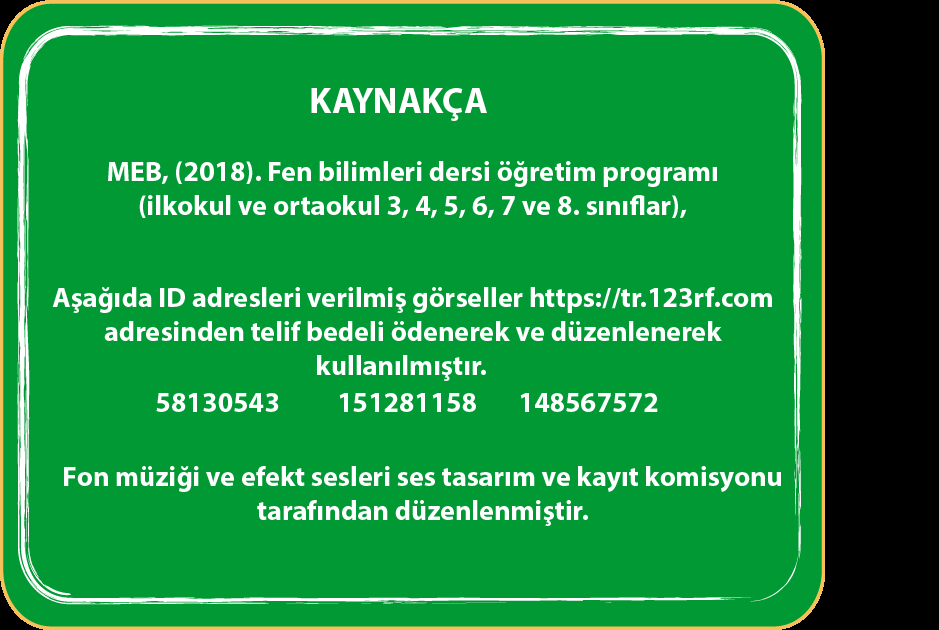 KAYNAKÇA
MEB, (2018). Fen bilimleri dersi öğretim programı
(ilkokul ve ortaokul 3, 4, 5, 6, 7 ve 8. sınıflar),
Aşağıda ID adresleri verilmiş görseller https://tr.123rf.com
adresinden telif bedeli ödenerek ve düzenlenerek
kullanılmıştır.
58130543 151281158 148567572
Fon müziği ve efekt sesleri ses tasarım ve kayıt komisyonu
tarafından düzenlenmiştir.